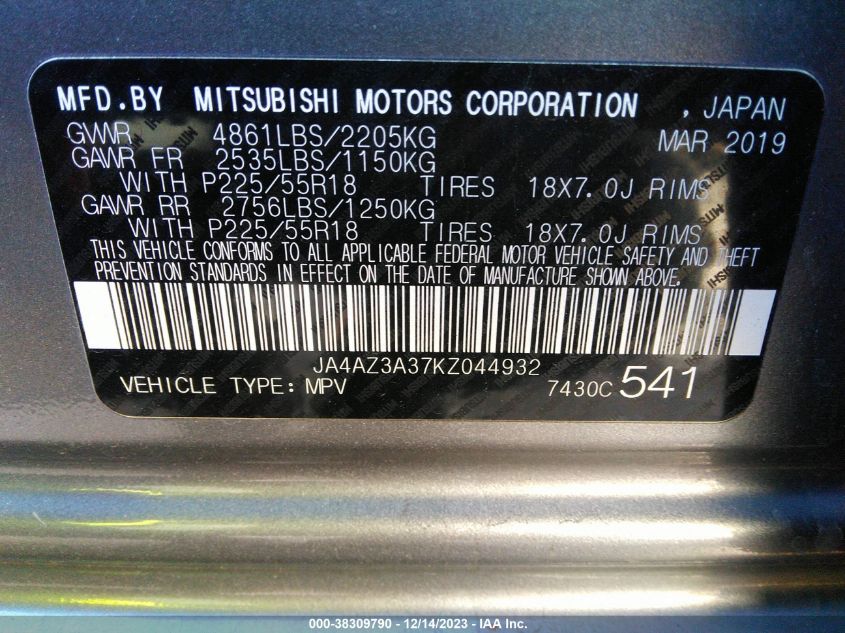 MFD.BY MITSUBISHI MOTORS CORPORATION , JAPAN
GVWR 4861LBS/2205KG MAR 2019
GAWR FR 2535LBS/1150KG
WITH P225/55R18 TIRES 18X7.0J RIMS
GAWR RR 2756LBS/1250KG
WITH P225/55R18 TIRES 18X7.0J RIMS
THIS VEHICLE CONFORMS TO ALL APPLICABLE FEDERAL MOTOR VEHICLE SAFETY AND THEFT
PREVENTION STANDARDS IN EFFECT ON THE DATE OF MANUFACTURE SHOWN ABOVE.
JA4AZ3A37KZ044932
VEHICLE TYPE: MPV 7430C 541
000-38309790 - 12/14/2023 - IAA Inc.